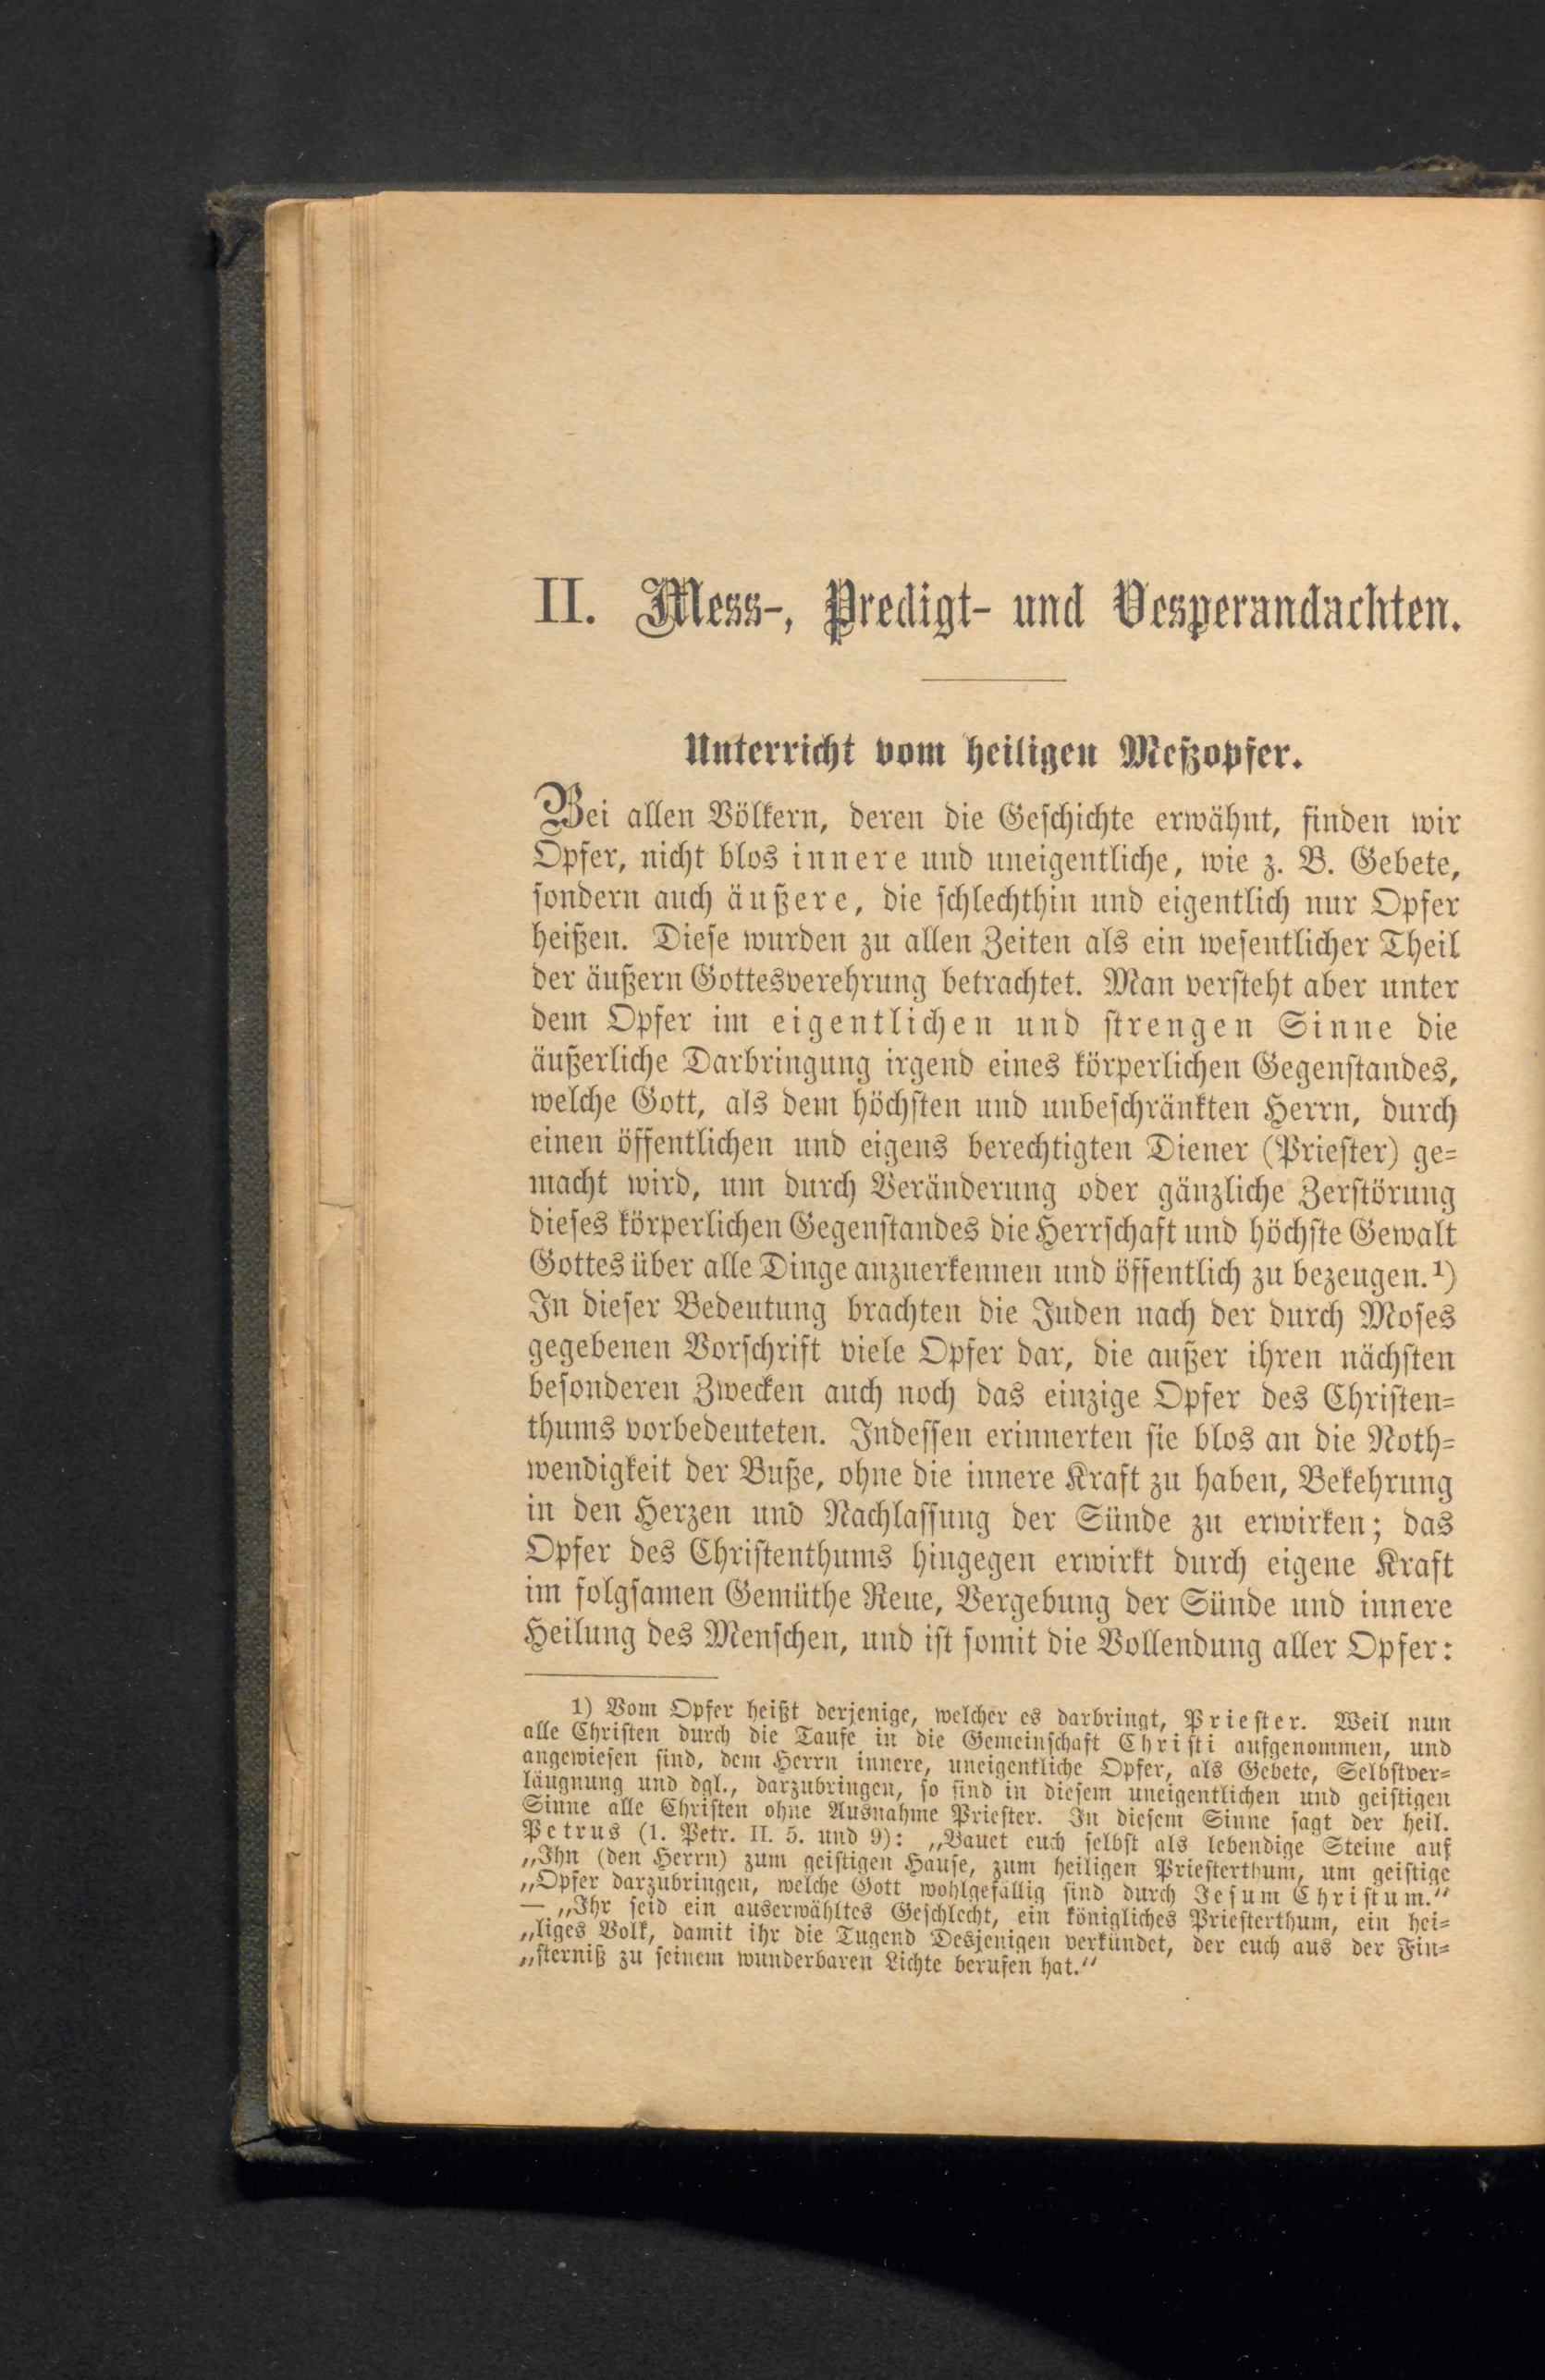 II. Mess-, Predigt- und Vesperandachten.
Unterricht vom heiligen Meßopfer.
Bei allen Völkern, deren die Geschichte erwähnt, finden wir
Opfer, nicht blos innere und uneigentliche, wie z. B. Gebete,
sondern auch äußere, die schlechthin und eigentlich nur Opfer
heißen. Diese wurden zu allen Zeiten als ein wesentlicher Theil
der äußern Gottesverehrung betrachtet. Man versteht aber unter
dem Opfer im eigentlichen und strengen Sinne die
äußerliche Darbringung irgend eines körperlichen Gegenstandes,
welche Gott, als dem höchsten und unbeschränkten Herrn, durch
einen öffentlichen und eigens berechtigten Diener (Priester) ge=
macht wird, um durch Veränderung oder gänzliche Zerstörung
dieses körperlichen Gegenstandes die Herrschaft und höchste Gewalt
Gottes über alle Dinge anzuerkennen und öffentlich zu bezeugen.¹)
In dieser Bedeutung brachten die Juden nach der durch Moses
gegebenen Vorschrift viele Opfer dar, die außer ihren nächsten
besonderen Zwecken auch noch das einzige Opfer des Christen=
thums vorbedeuteten. Indessen erinnerten sie blos an die Noth=
wendigkeit der Buße, ohne die innere Kraft zu haben, Bekehrung
in den Herzen und Nachlassung der Sünde zu erwirken; das
Opfer des Christenthums hingegen erwirkt durch eigene Kraft
im folgsamen Gemüthe Reue, Vergebung der Sünde und innere
Heilung des Menschen, und ist somit die Vollendung aller Opfer:
1) Vom Opfer heißt derjenige, welcher es darbringt, Priester. Weil nun
alle Christen durch die Taufe in die Gemeinschaft Christi aufgenommen, und
angewiesen sind, dem Herrn innere, uneigentliche Opfer, als Gebete, Selbstver=
läugnung und dgl., darzubringen, so sind in diesem uneigentlichen und geistigen
Sinne alle Christen ohne Ausnahme Priester. In diesem Sinne sagt der heil.
Petrus (1. Petr. II. 5. und 9): „Bauet euch selbst als lebendige Steine auf
„Ihn (den Herrn) zum geistigen Hause, zum heiligen Priesterthum, um geistige
„Opfer darzubringen, welche Gott wohlgefällig sind durch Jesum Christum.“
— „Ihr seid ein auserwähltes Geschlecht, ein königliches Priesterthum, ein hei=
„liges Volk, damit ihr die Tugend Desjenigen verkündet, der euch aus der Fin=
„sterniß zu seinem wunderbaren Lichte berufen hat.“